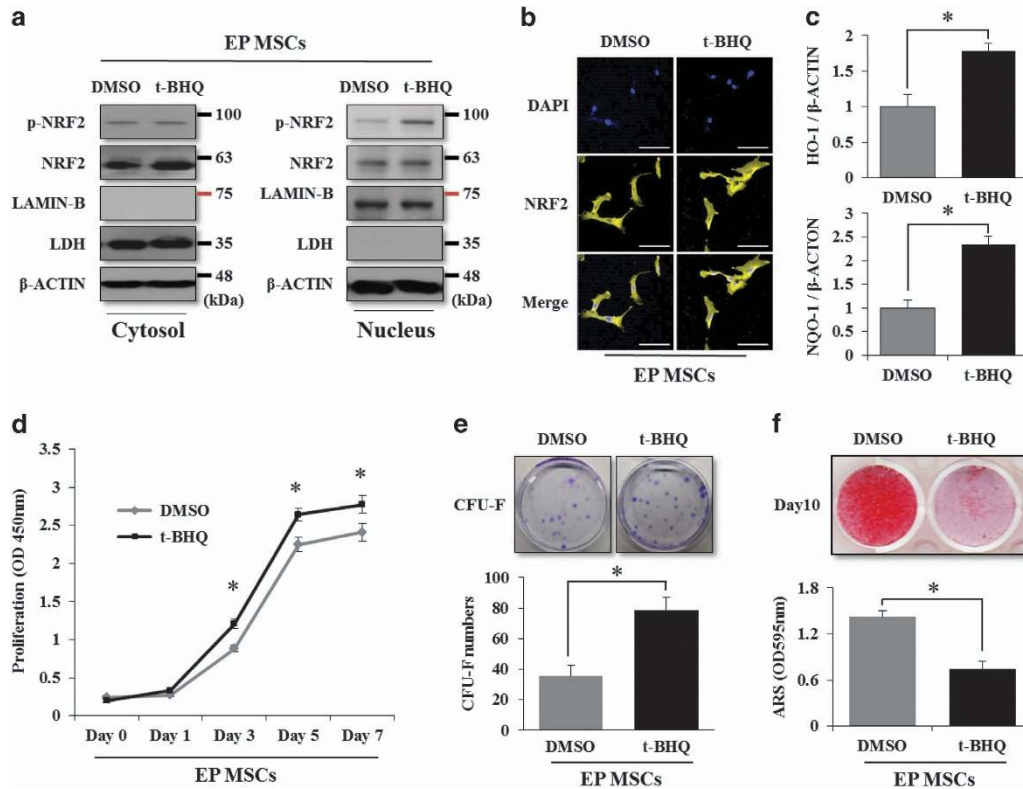 a
EP MSCs
DMSO t-BHQ
p-NRF2
100
NRF2
63
LAMIN-B
75
LDH
35
β-ACTIN
48
(kDa)
Cytosol
DMSO t-BHQ
p-NRF2
100
NRF2
63
LAMIN-B
75
LDH
35
β-ACTIN
48
(kDa)
Nucleus
b
DMSO t-BHQ
DAPI
NRF2
Merge
EP MSCs
c
HO-1 / β-ACTIN
2
1.5
1
0.5
0
*
DMSO t-BHQ
NQO-1 / β-ACTON
3
2.5
2
1.5
1
0.5
0
*
DMSO t-BHQ
d
Proliferation (OD 450nm)
3.5
3
2.5
2
1.5
1
0.5
0
DMSO
t-BHQ
*
*
*
Day 0 Day 1 Day 3 Day 5 Day 7
EP MSCs
e
DMSO t-BHQ
CFU-F
CFU-F numbers
100
80
60
40
20
0
*
DMSO t-BHQ
EP MSCs
f
DMSO t-BHQ
Day10
ARS (OD595nm)
1.8
1.2
0.6
0
*
DMSO t-BHQ
EP MSCs